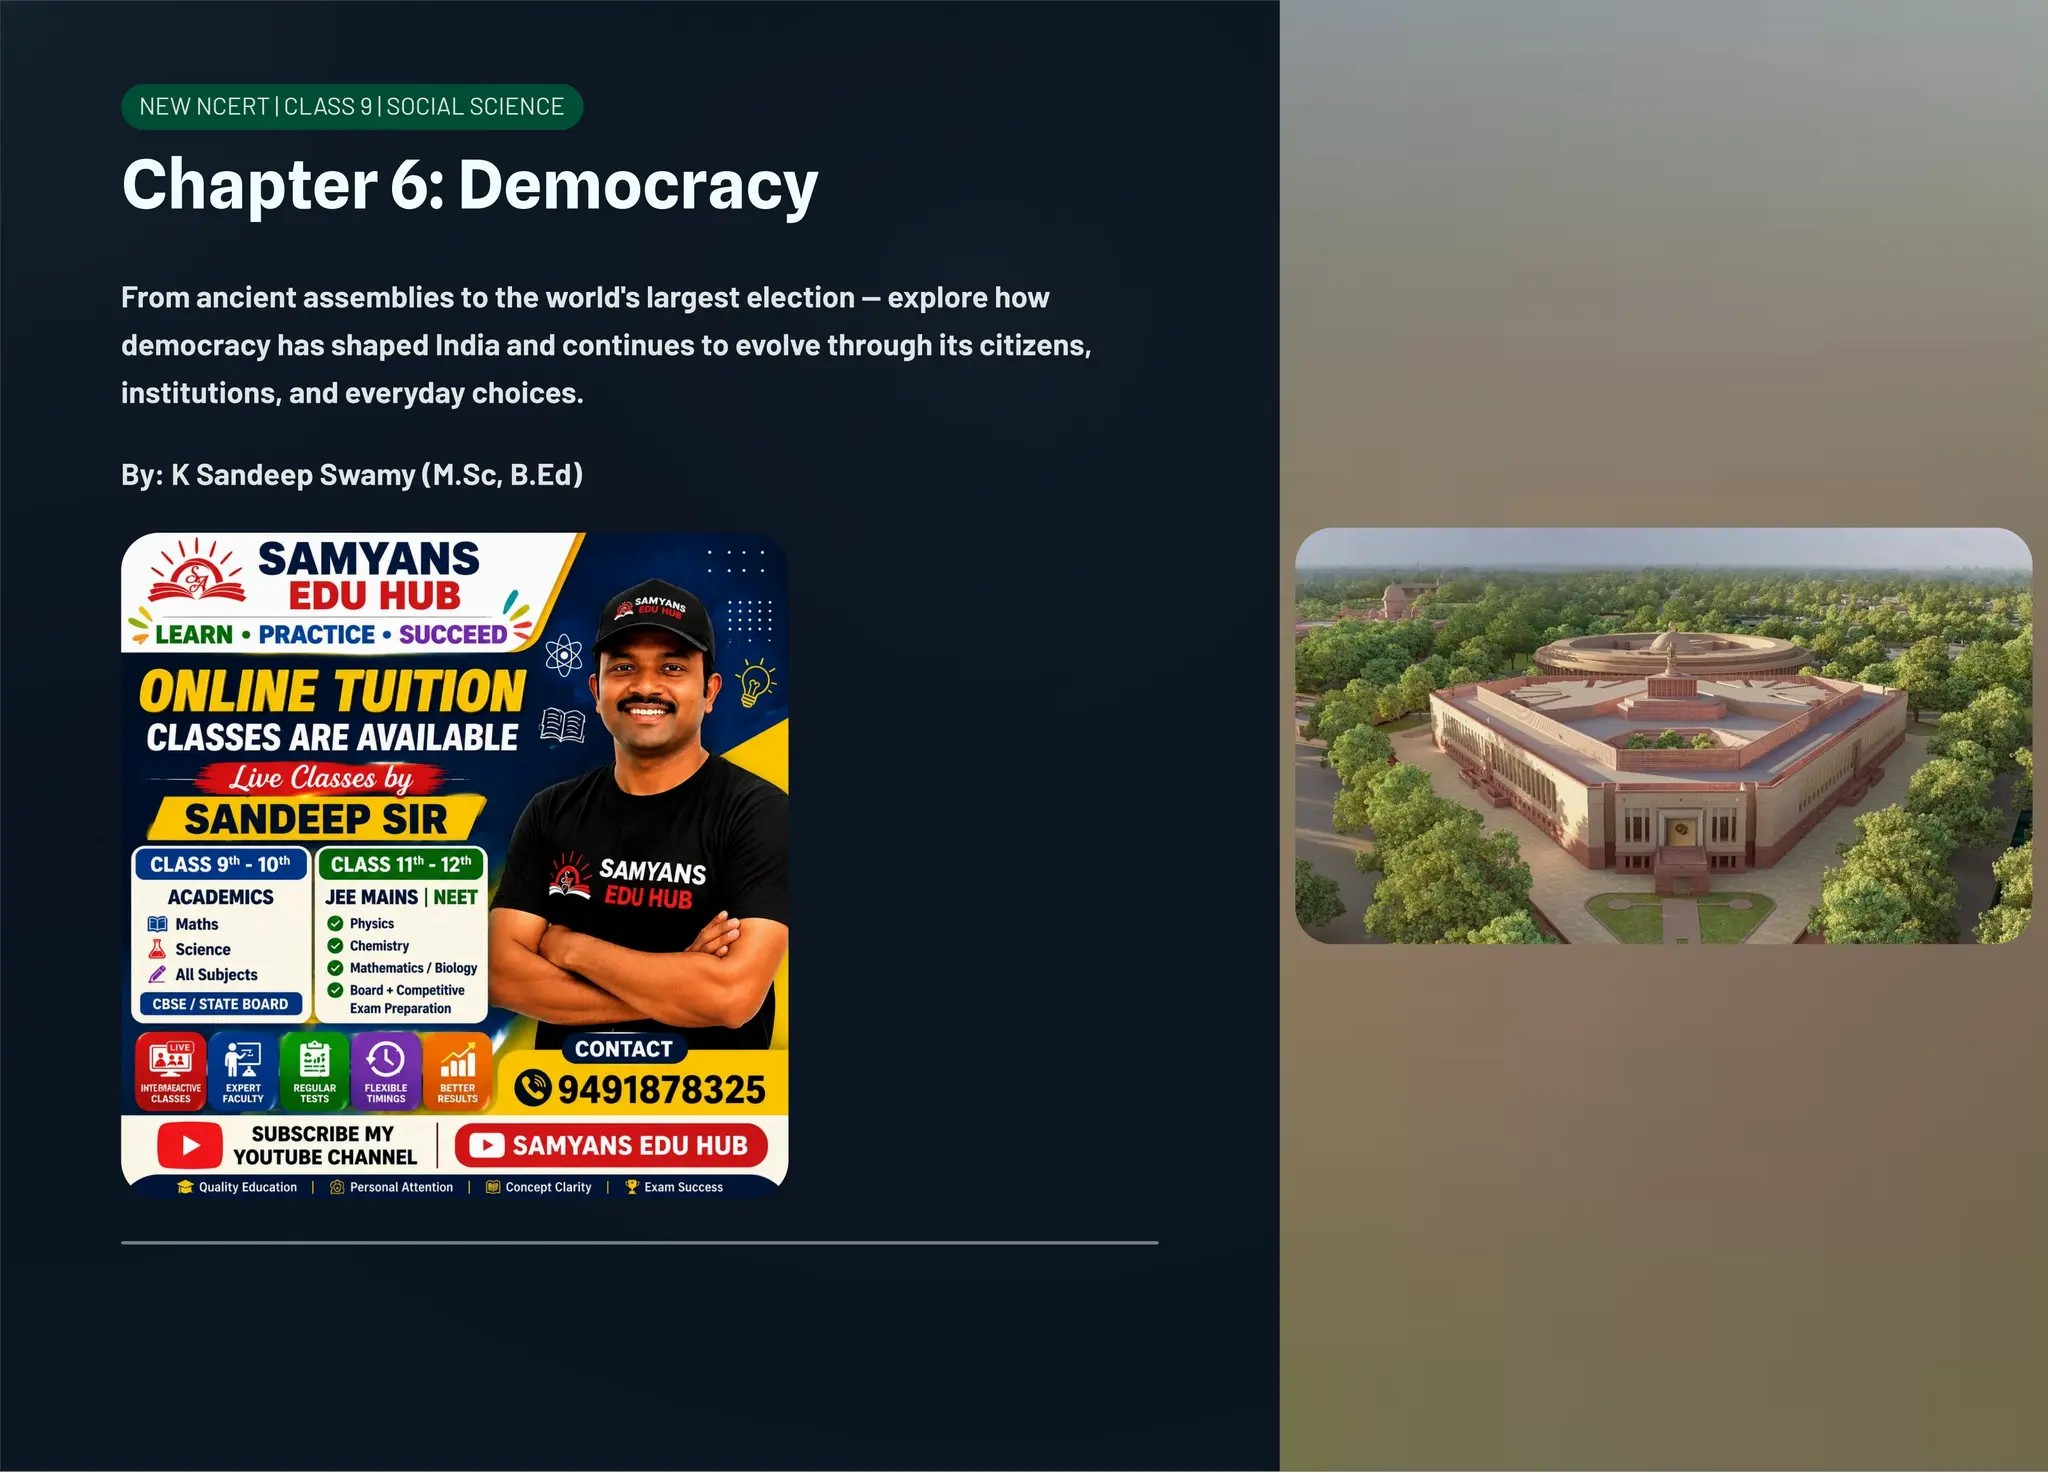 NEW NCERT | CLASS 9 | SOCIAL SCIENCE
Chapter 6: Democracy
From ancient assemblies to the world's largest election — explore how
democracy has shaped India and continues to evolve through its citizens,
institutions, and everyday choices.
By: K Sandeep Swamy (M.Sc, B.Ed)
SAMYANS
EDU HUB
LEARN • PRACTICE • SUCCEED
SAMYANS
EDU HUB
ONLINE TUITION
CLASSES ARE AVAILABLE
Live Classes by
SANDEEP SIR
SAMYANS
EDU HUB
CLASS 9th - 10th
ACADEMICS
Maths
Science
All Subjects
CBSE / STATE BOARD
CLASS 11th - 12th
JEE MAINS | NEET
Physics
Chemistry
Mathematics / Biology
Board + Competitive
Exam Preparation
LIVE
CLASSES
EXPERT
FACULTY
REGULAR
TESTS
FLEXIBLE
TIMINGS
BETTER
RESULTS
CONTACT
9491878325
SUBSCRIBE MY
YOUTUBE CHANNEL
SAMYANS EDU HUB
Quality Education | Personal Attention | Concept Clarity | Exam Success